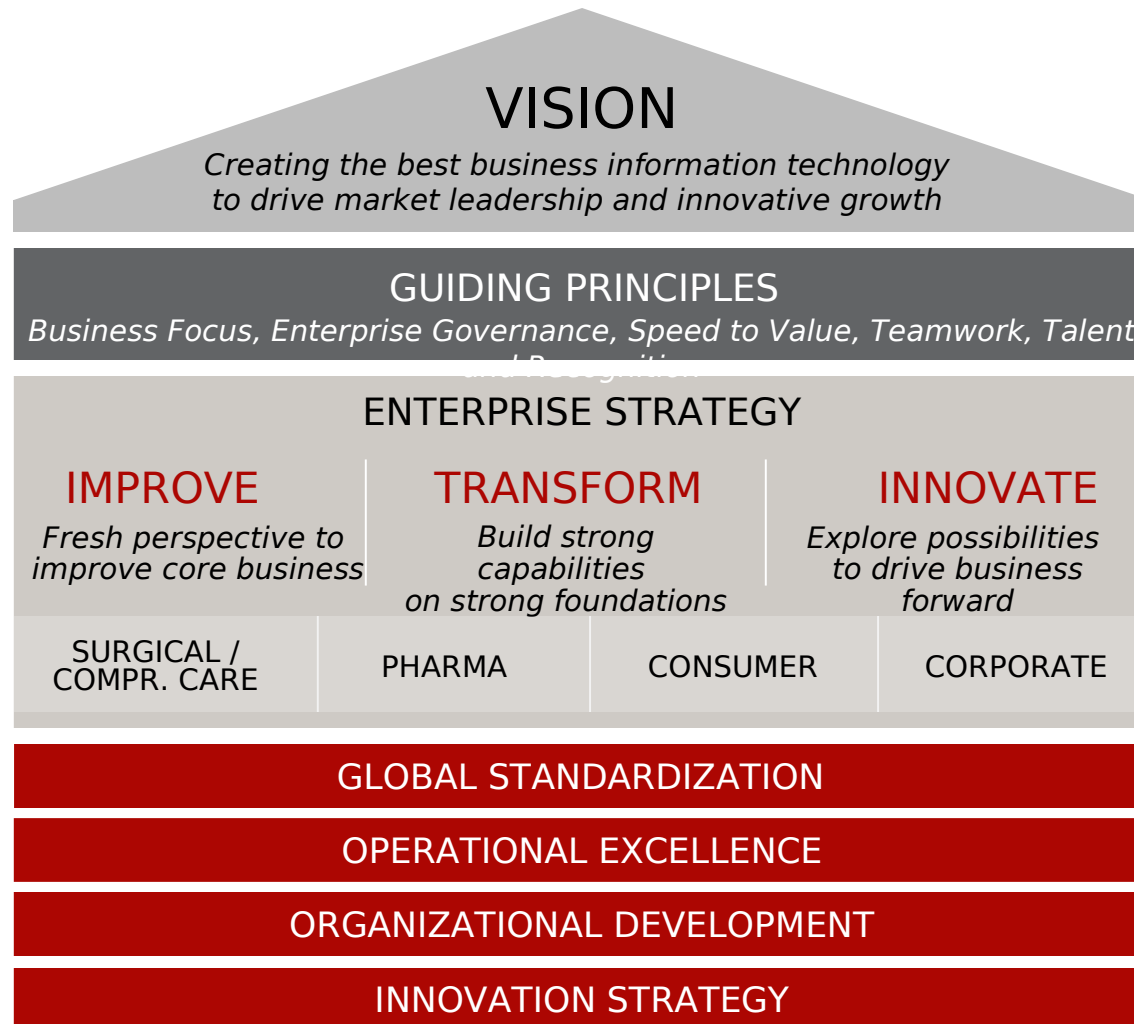 VISION
Creating the best business information technology
to drive market leadership and innovative growth
GUIDING PRINCIPLES
Business Focus, Enterprise Governance, Speed to Value, Teamwork, Talent
and Recognition
ENTERPRISE STRATEGY
IMPROVE
Fresh perspective to
improve core business
TRANSFORM
Build strong
capabilities
on strong foundations
INNOVATE
Explore possibilities
to drive business
forward
SURGICAL /
COMPR. CARE
PHARMA
CONSUMER
CORPORATE
GLOBAL STANDARDIZATION
OPERATIONAL EXCELLENCE
ORGANIZATIONAL DEVELOPMENT
INNOVATION STRATEGY